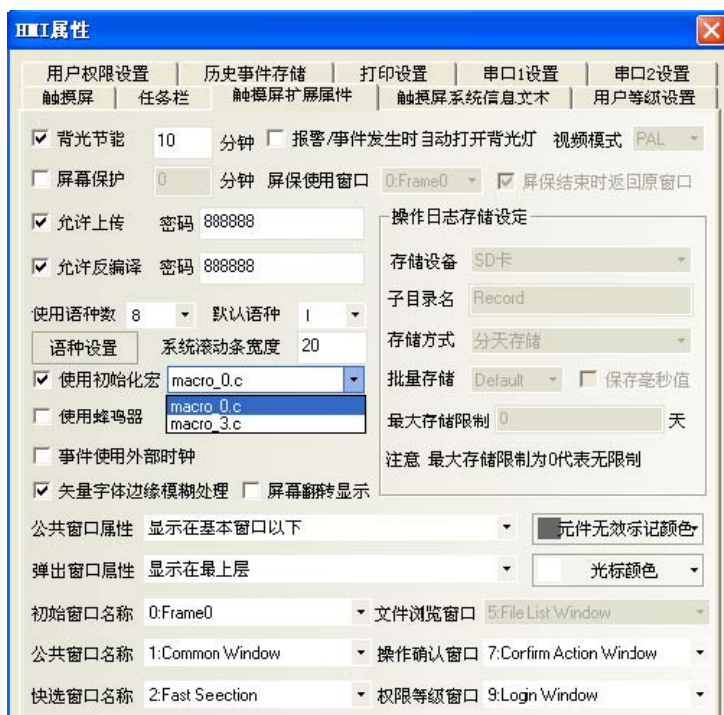 HMI属性
用户权限设置 历史事件存储 打印设置 串口1设置 串口2设置
触摸屏 任务栏 触摸屏扩展属性 触摸屏系统信息文本 用户等级设置
背光节能 10 分钟 报警/事件发生时自动打开背光灯 视频模式 PAL
屏幕保护 0 分钟 屏保使用窗口 0:Frame0 屏保结束时返回原窗口
允许上传 密码 888888 操作日志存储设定
允许反编译 密码 888888 存储设备 SD卡
子目录名 Record
使用语种数 8 默认语种 1
语种设置 系统滚动条宽度 20 存储方式 分天存储
使用初始化宏 macro_0.c 批量存储 Default 保存毫秒值
macro_0.c
使用蜂鸣器 macro_3.c 最大存储限制 0 天
事件使用外部时钟 注意 最大存储限制为0代表无限制
矢量字体边缘模糊处理 屏幕翻转显示
公共窗口属性 显示在基本窗口以下 元件无效标记颜色
弹出窗口属性 显示在最上层 光标颜色
初始窗口名称 0:Frame0 文件浏览窗口 5:File List Window
公共窗口名称 1:Common Window 操作确认窗口 7:Corfirm Action Window
快选窗口名称 2:Fast Seection 权限等级窗口 9:Login Window